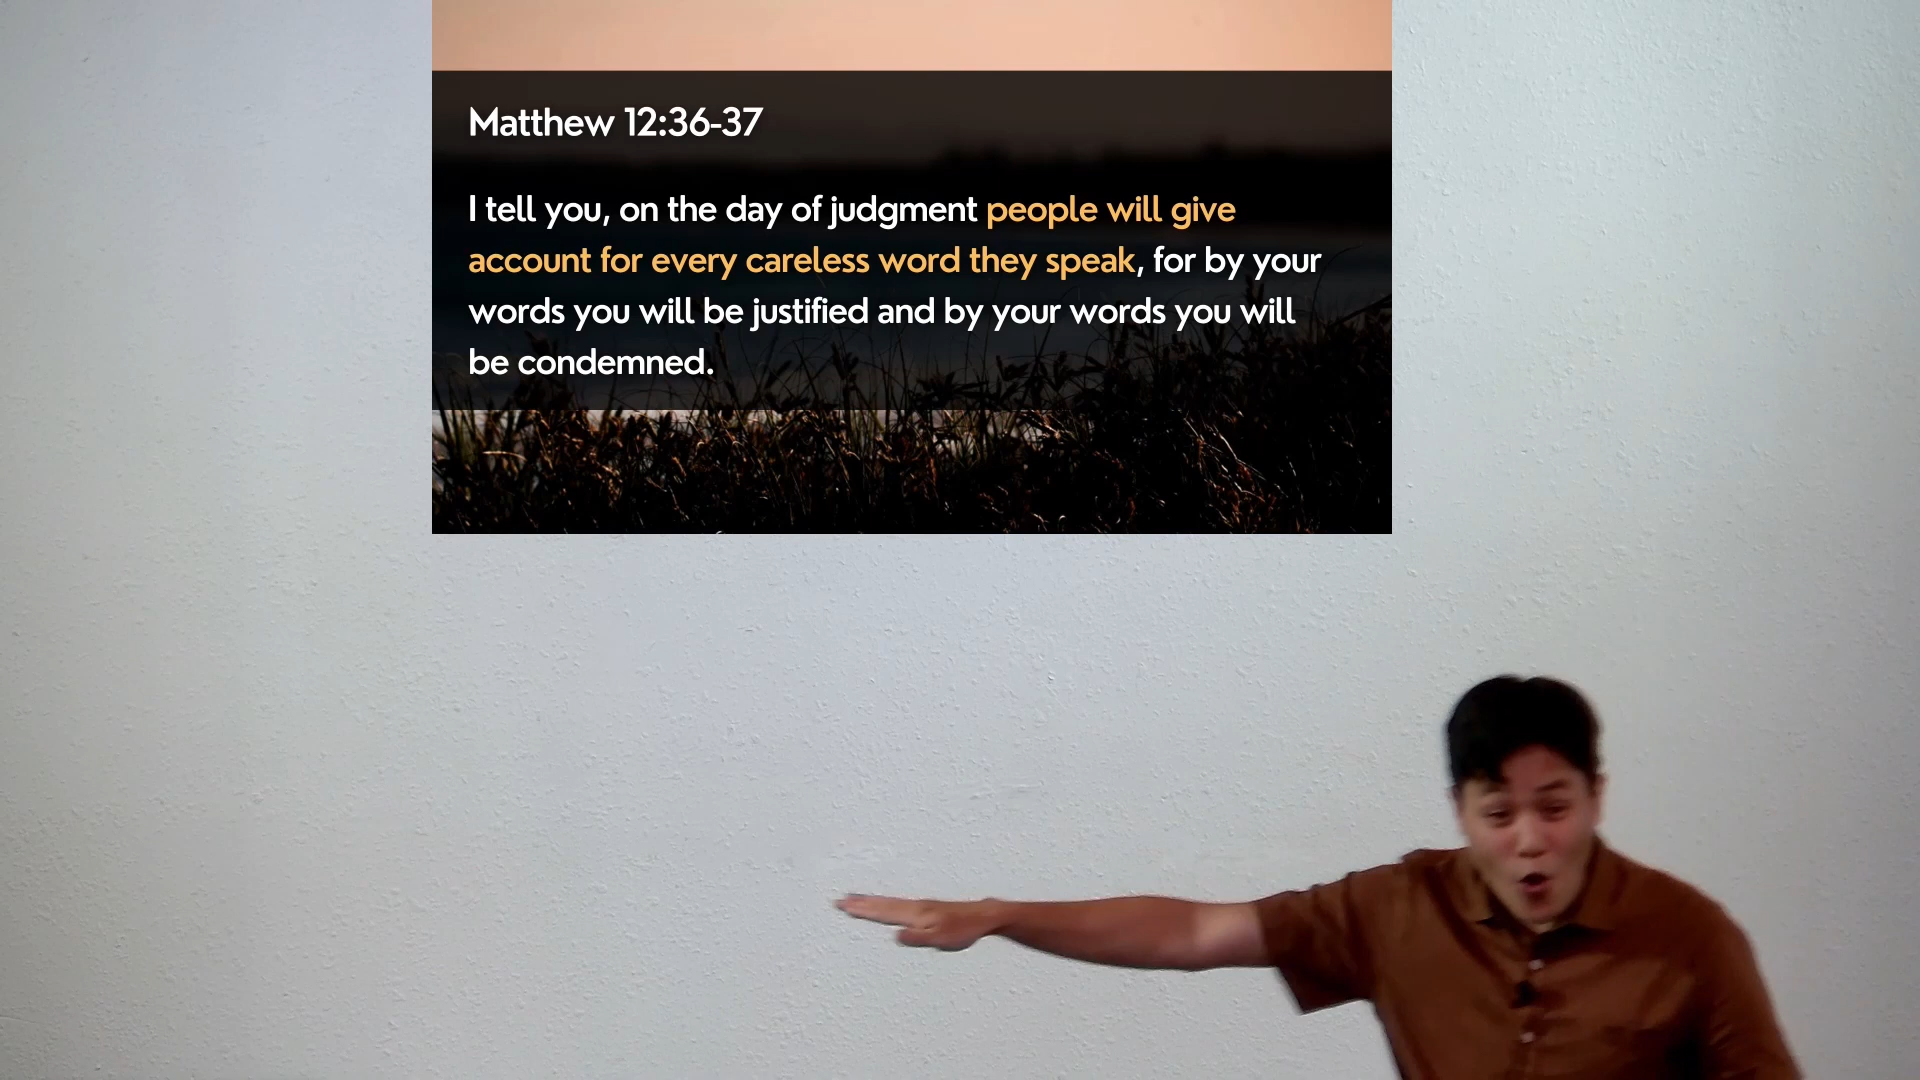 Matthew 12:36-37
I tell you, on the day of judgment people will give
account for every careless word they speak, for by your
words you will be justified and by your words you will
be condemned.